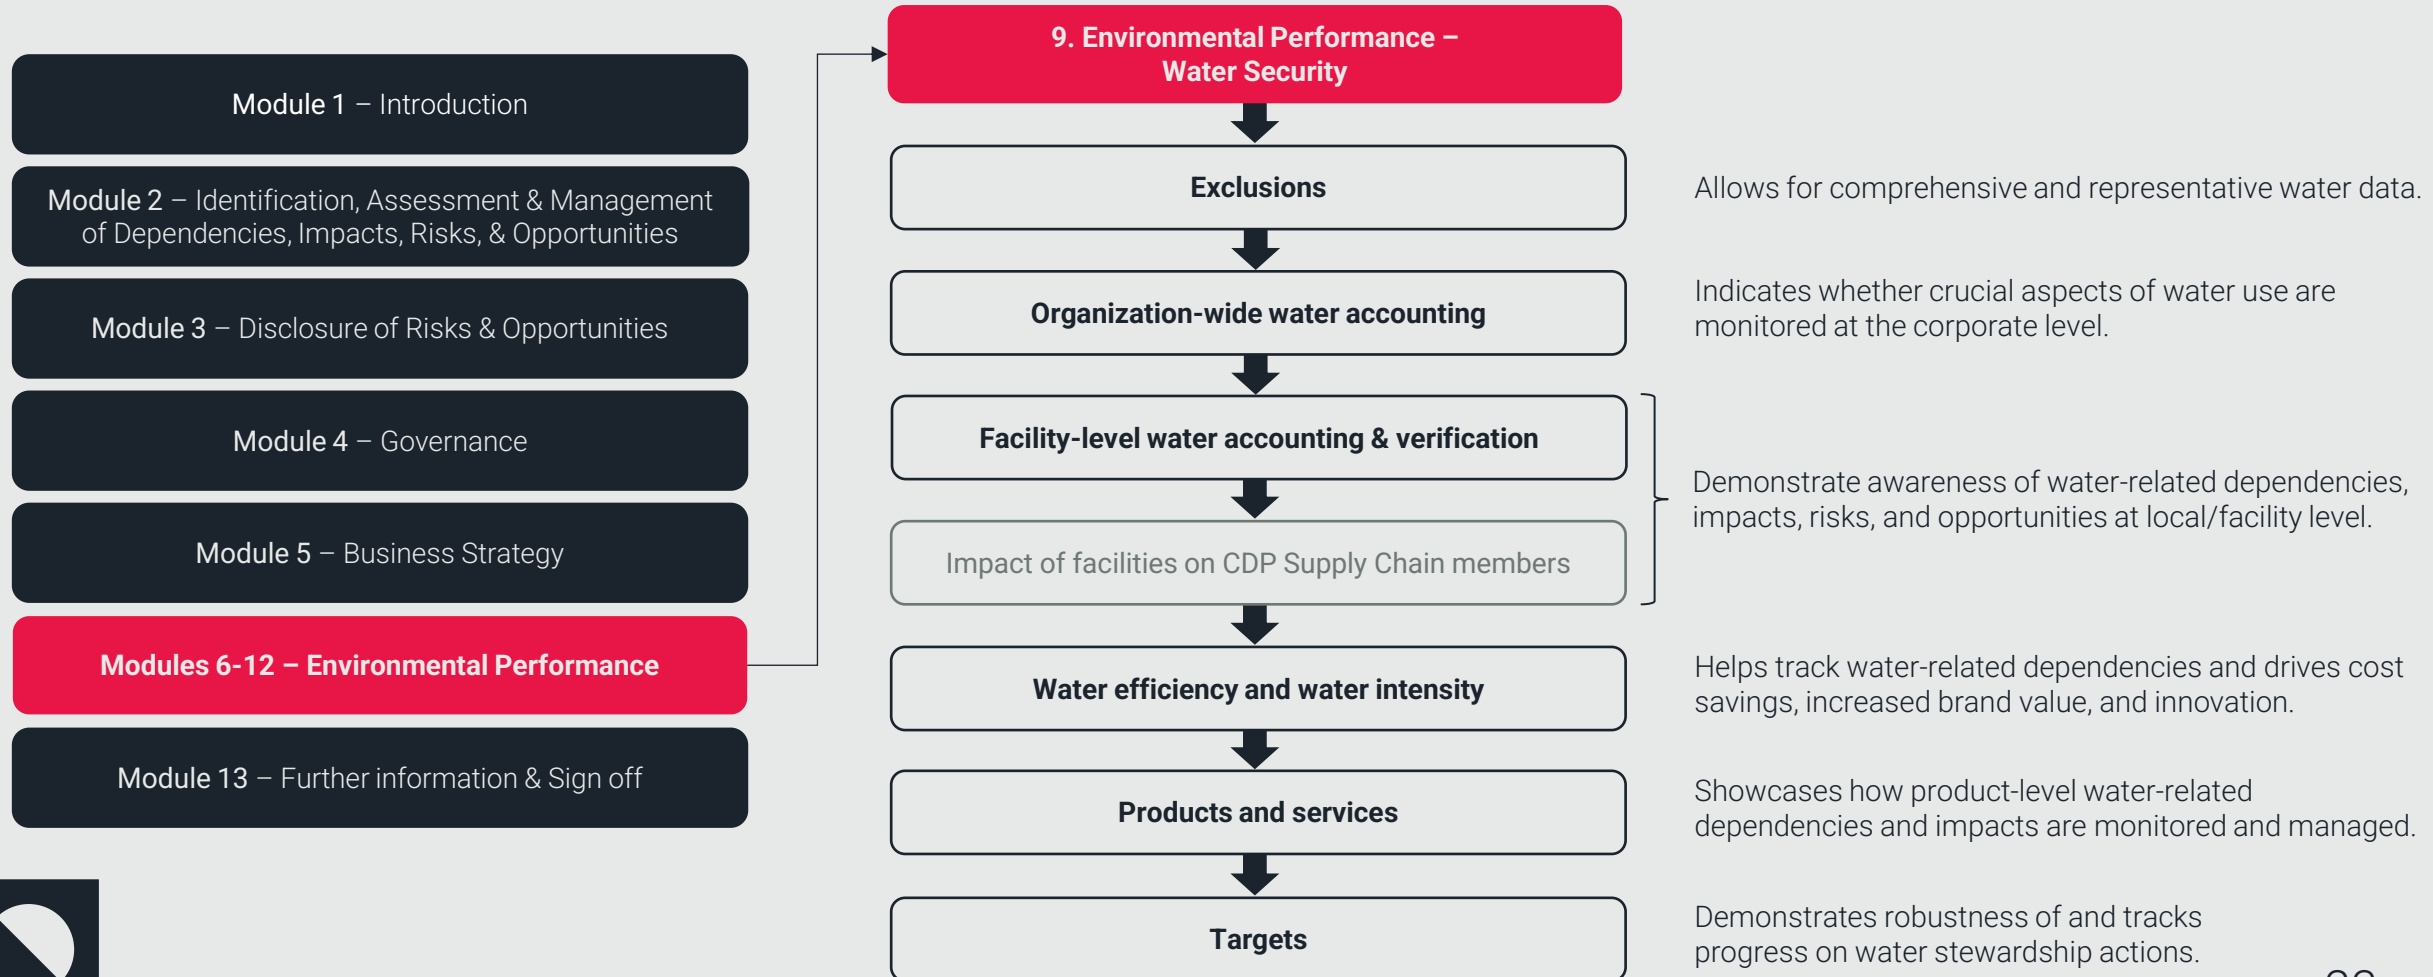 Module 1 – Introduction
Module 2 – Identification, Assessment & Management
of Dependencies, Impacts, Risks, & Opportunities
Module 3 – Disclosure of Risks & Opportunities
Module 4 – Governance
Module 5 – Business Strategy
Modules 6-12 – Environmental Performance
Module 13 – Further information & Sign off
9. Environmental Performance –
Water Security
Exclusions
Allows for comprehensive and representative water data.
Organization-wide water accounting
Indicates whether crucial aspects of water use are
monitored at the corporate level.
Facility-level water accounting & verification
Impact of facilities on CDP Supply Chain members
Demonstrate awareness of water-related dependencies,
impacts, risks, and opportunities at local/facility level.
Water efficiency and water intensity
Helps track water-related dependencies and drives cost
savings, increased brand value, and innovation.
Products and services
Showcases how product-level water-related
dependencies and impacts are monitored and managed.
Targets
Demonstrates robustness of and tracks
progress on water stewardship actions.